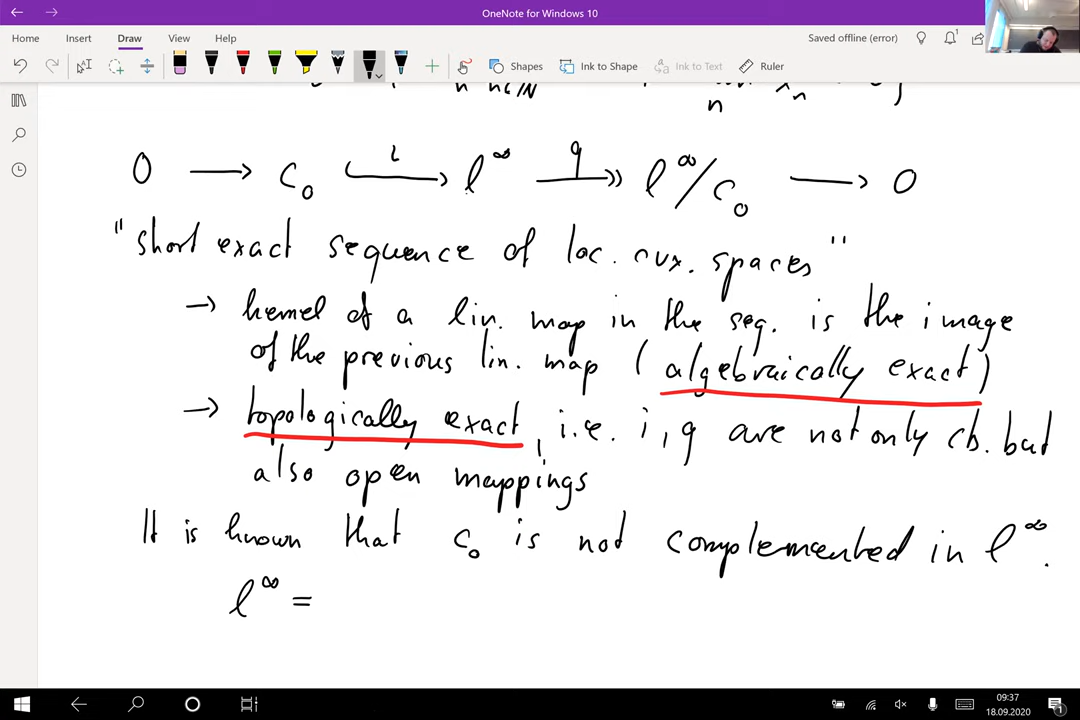 OneNote for Windows 10
Home Insert Draw View Help Saved offline (error)
Shapes Ink to Shape Ink to Text Ruler
n n∈ℕ n xₙ
0 → c₀ ↪ l^∞ ↠ l^∞/c₀ → 0
i q
"short exact sequence of loc. cvx. spaces"
→ kernel of a lin. map in the seq. is the image
of the previous lin. map (algebraically exact)
→ topologically exact, i.e. i, q are not only ctn. but
also open mappings
It is known that c₀ is not complemented in l^∞.
l^∞ =
09:37
18.09.2020